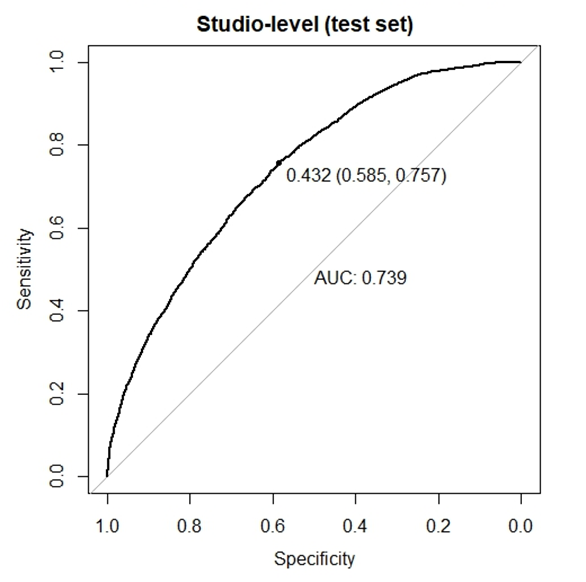 Studio-level (test set)
1.0
0.8
0.6
0.4
0.2
0.0
Sensitivity
0.432 (0.585, 0.757)
AUC: 0.739
1.0 0.8 0.6 0.4 0.2 0.0
Specificity